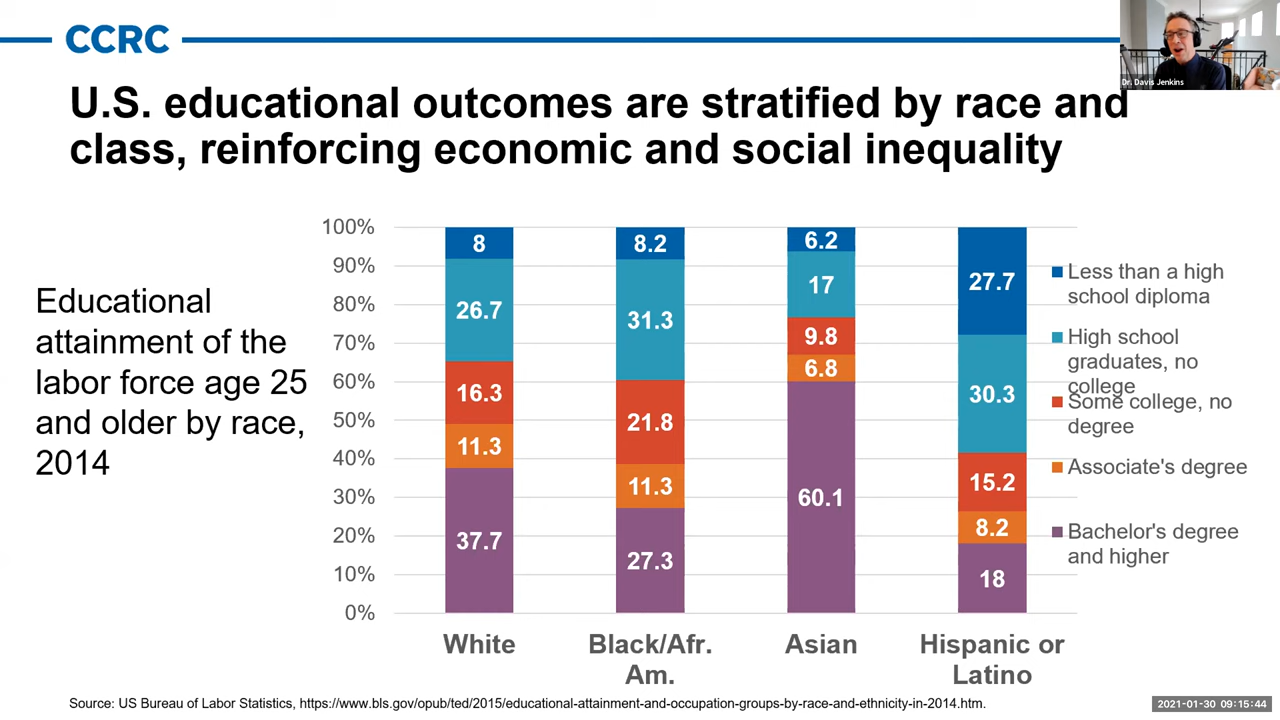 CCRC
Dr. Davis Jenkins
U.S. educational outcomes are stratified by race and
class, reinforcing economic and social inequality
Educational
attainment of the
labor force age 25
and older by race,
2014
100%
90%
80%
70%
60%
50%
40%
30%
20%
10%
0%
8
26.7
16.3
11.3
37.7
8.2
31.3
21.8
11.3
27.3
6.2
17
9.8
6.8
60.1
27.7
30.3
15.2
8.2
18
White
Black/Afr.
Am.
Asian
Hispanic or
Latino
Less than a high
school diploma
High school
graduates, no
college
Some college, no
degree
Associate's degree
Bachelor's degree
and higher
Source: US Bureau of Labor Statistics, https://www.bls.gov/opub/ted/2015/educational-attainment-and-occupation-groups-by-race-and-ethnicity-in-2014.htm.
2021-01-30 09:15:44